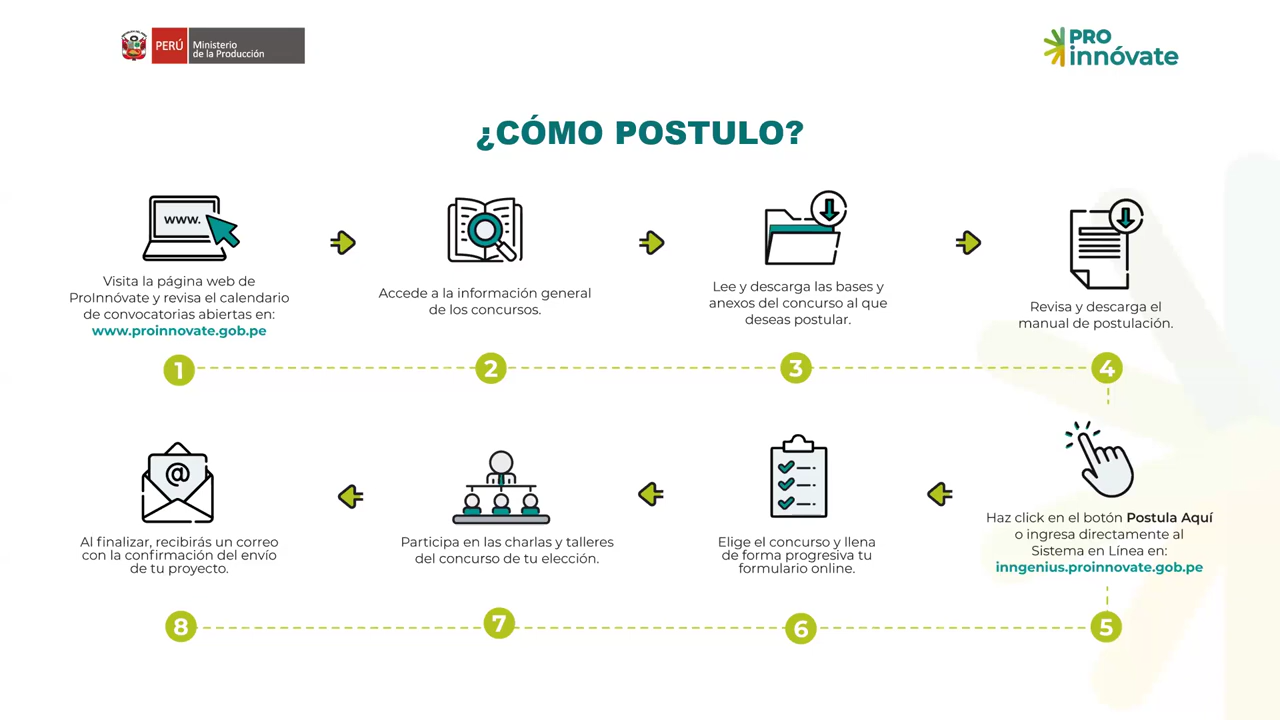 PERÚ
Ministerio
de la Producción
PRO
innóvate
¿CÓMO POSTULO?
www.
Visita la página web de
ProInnóvate y revisa el calendario
de convocatorias abiertas en:
www.proinnovate.gob.pe
Accede a la información general
de los concursos.
Lee y descarga las bases y
anexos del concurso al que
deseas postular.
Revisa y descarga el
manual de postulación.
1
2
3
4
@
Al finalizar, recibirás un correo
con la confirmación del envío
de tu proyecto.
Participa en las charlas y talleres
del concurso de tu elección.
Elige el concurso y llena
de forma progresiva tu
formulario online.
Haz click en el botón Postula Aquí
o ingresa directamente al
Sistema en Línea en:
inngenius.proinnovate.gob.pe
8
7
6
5